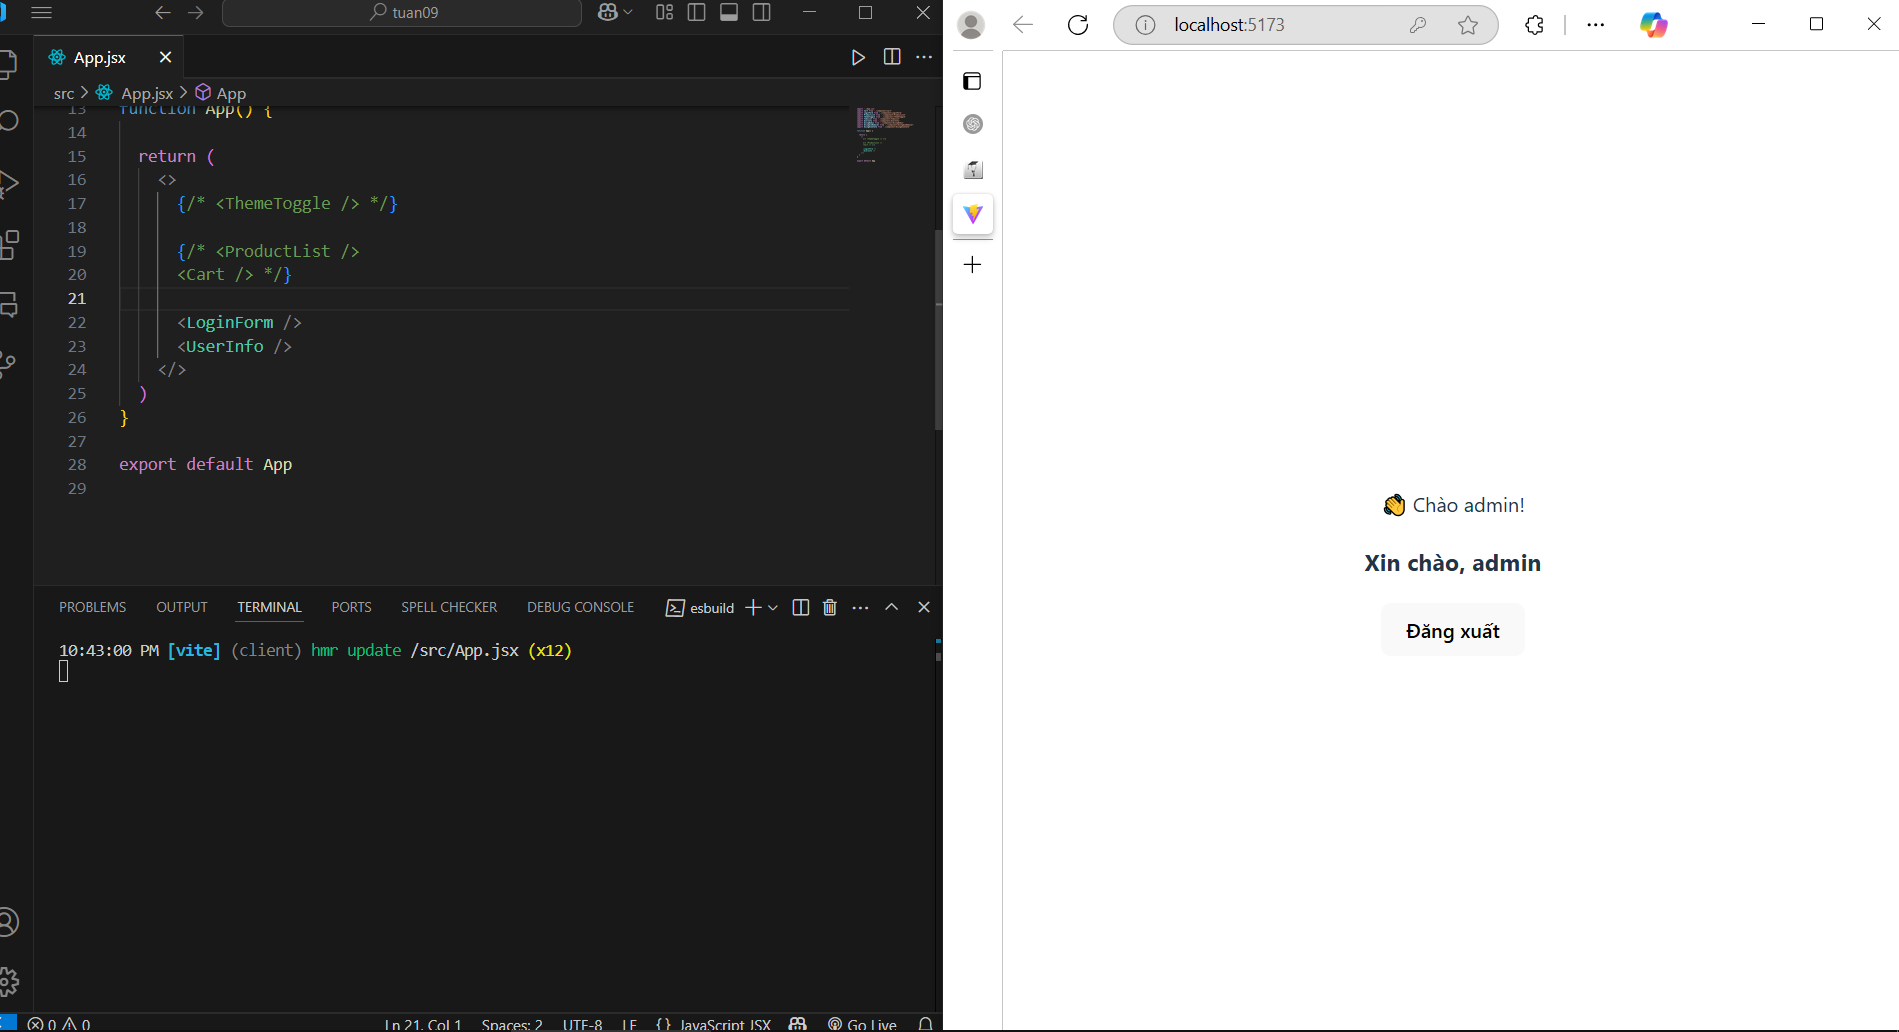 tuan09
App.jsx
src > App.jsx > App
13 function App() {
14
15 return (
16 <>
17 {/* <ThemeToggle /> */}
18
19 {/* <ProductList />
20 <Cart /> */}
21
22 <LoginForm />
23 <UserInfo />
24 </>
25 )
26 }
27
28 export default App
29
PROBLEMS OUTPUT TERMINAL PORTS SPELL CHECKER DEBUG CONSOLE esbuild
10:43:00 PM [vite] (client) hmr update /src/App.jsx (x12)
0 0 Ln 21, Col 1 Spaces: 2 UTF-8 LF {} JavaScript JSX Go Live
localhost:5173
👋 Chào admin!
Xin chào, admin
Đăng xuất